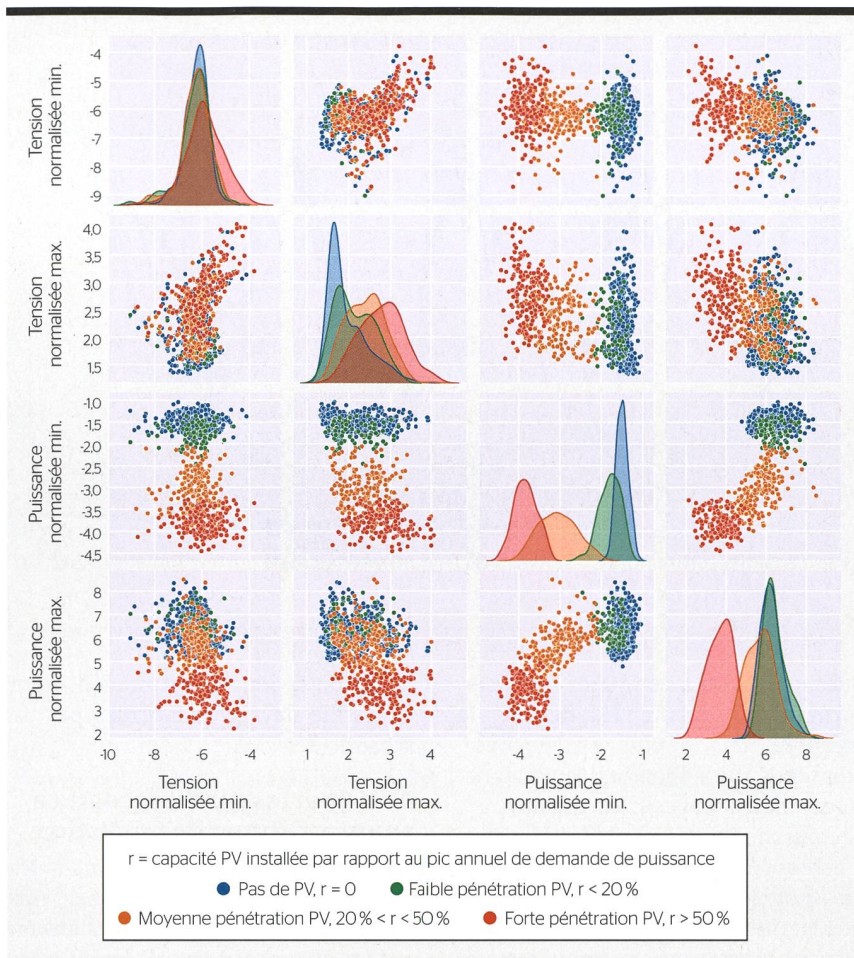 Tension
normalisée min.
-4
-5
-6
-7
-8
-9
Tension
normalisée max.
4,0
3,5
3,0
2,5
2,0
1,5
Puissance
normalisée min.
-1,0
-1,5
-2,0
-2,5
-3,0
-3,5
-4,0
-4,5
Puissance
normalisée max.
8
7
6
5
4
3
2
-10 -8 -6 -4 1 2 3 4 -4 -3 -2 -1 2 4 6 8
Tension
normalisée min.
Tension
normalisée max.
Puissance
normalisée min.
Puissance
normalisée max.
r = capacité PV installée par rapport au pic annuel de demande de puissance
Pas de PV, r = 0 Faible pénétration PV, r < 20 %
Moyenne pénétration PV, 20 % < r < 50 % Forte pénétration PV, r > 50 %